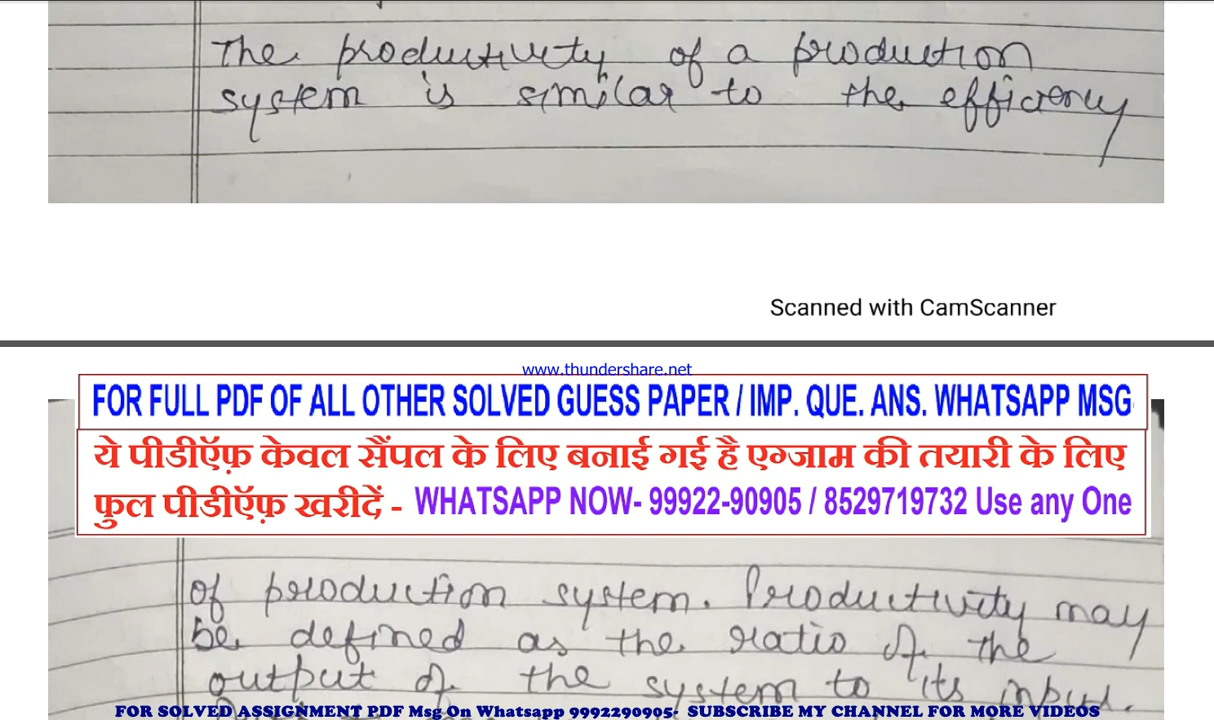 The productivity of a production
system is similar to the efficiency
Scanned with CamScanner
www.thundershare.net
FOR FULL PDF OF ALL OTHER SOLVED GUESS PAPER / IMP. QUE. ANS. WHATSAPP MSG
ये पीडीऍफ़ केवल सैंपल के लिए बनाई गई है एग्जाम की तयारी के लिए
फुल पीडीऍफ़ खरीदें - WHATSAPP NOW- 99922-90905 / 8529719732 Use any One
of production system. Productivity may
be defined as the ratio of the
output of the system to its input.
FOR SOLVED ASSIGNMENT PDF Msg On Whatsapp 9992290905- SUBSCRIBE MY CHANNEL FOR MORE VIDEOS